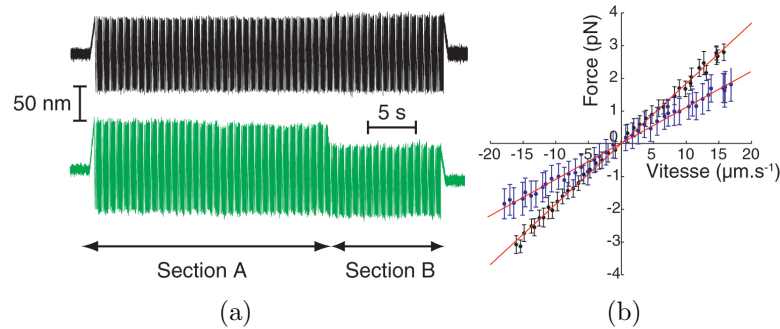 50 nm
5 s
Section A
Section B
(a)
Force (pN)
4
3
2
1
-20
-15
-10
-5
0
5
10
15
20
Vitesse (µm.s⁻¹)
-1
-2
-3
-4
(b)